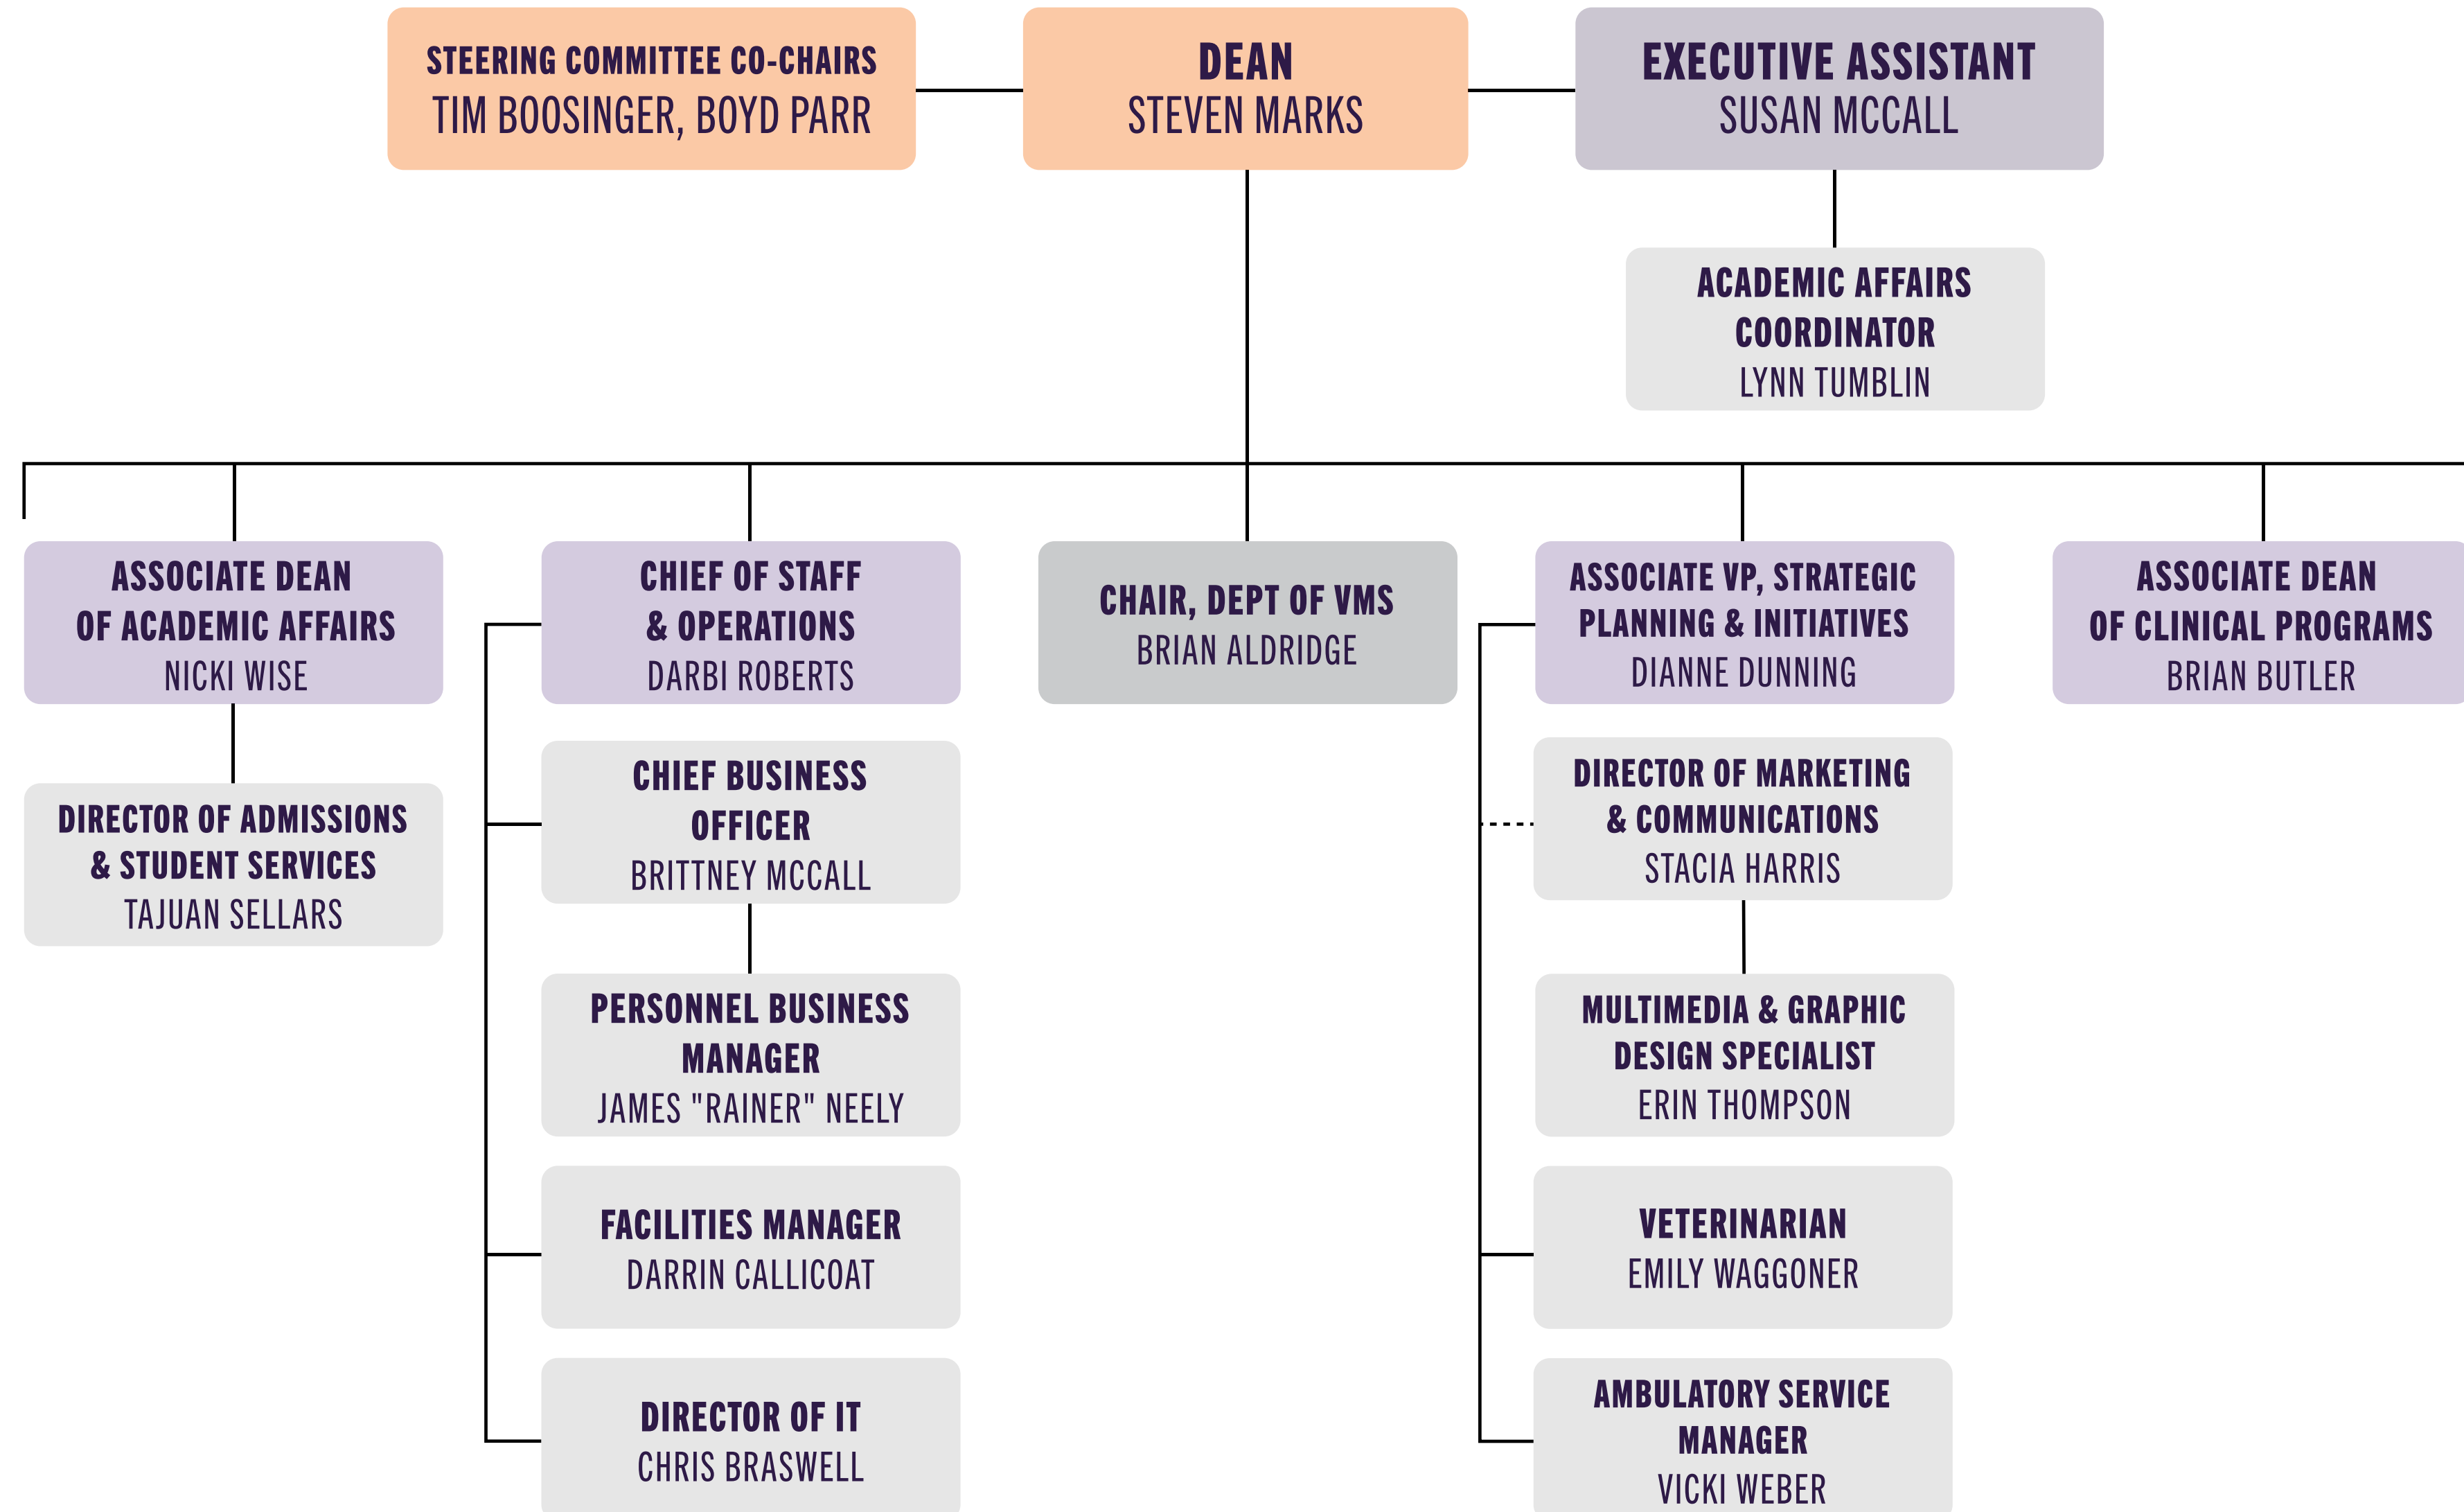 STEERING COMMITTEE CO-CHAIRS
TIM BOOSINGER, BOYD PARR
DEAN
STEVEN MARKS
EXECUTIVE ASSISTANT
SUSAN MCCALL
ACADEMIC AFFAIRS
COORDINATOR
LYNN TUMBLIN
ASSOCIATE DEAN
OF ACADEMIC AFFAIRS
NICKI WISE
CHIEF OF STAFF
& OPERATIONS
DARBI ROBERTS
CHAIR, DEPT OF VMS
BRIAN ALDRIDGE
ASSOCIATE VP, STRATEGIC
PLANNING & INITIATIVES
DIANNE DUNNING
ASSOCIATE DEAN
OF CLINICAL PROGRAMS
BRIAN BUTLER
DIRECTOR OF ADMISSIONS
& STUDENT SERVICES
TAJUAN SELLARS
CHIEF BUSINESS
OFFICER
BRITTNEY MCCALL
DIRECTOR OF MARKETING
& COMMUNICATIONS
STACIA HARRIS
PERSONNEL BUSINESS
MANAGER
JAMES "RAINER" NEELY
MULTIMEDIA & GRAPHIC
DESIGN SPECIALIST
ERIN THOMPSON
FACILITIES MANAGER
DARRIN CALLICOAT
VETERINARIAN
EMILY WAGGONER
DIRECTOR OF IT
CHRIS BRASWELL
AMBULATORY SERVICE
MANAGER
VICKI WEBER